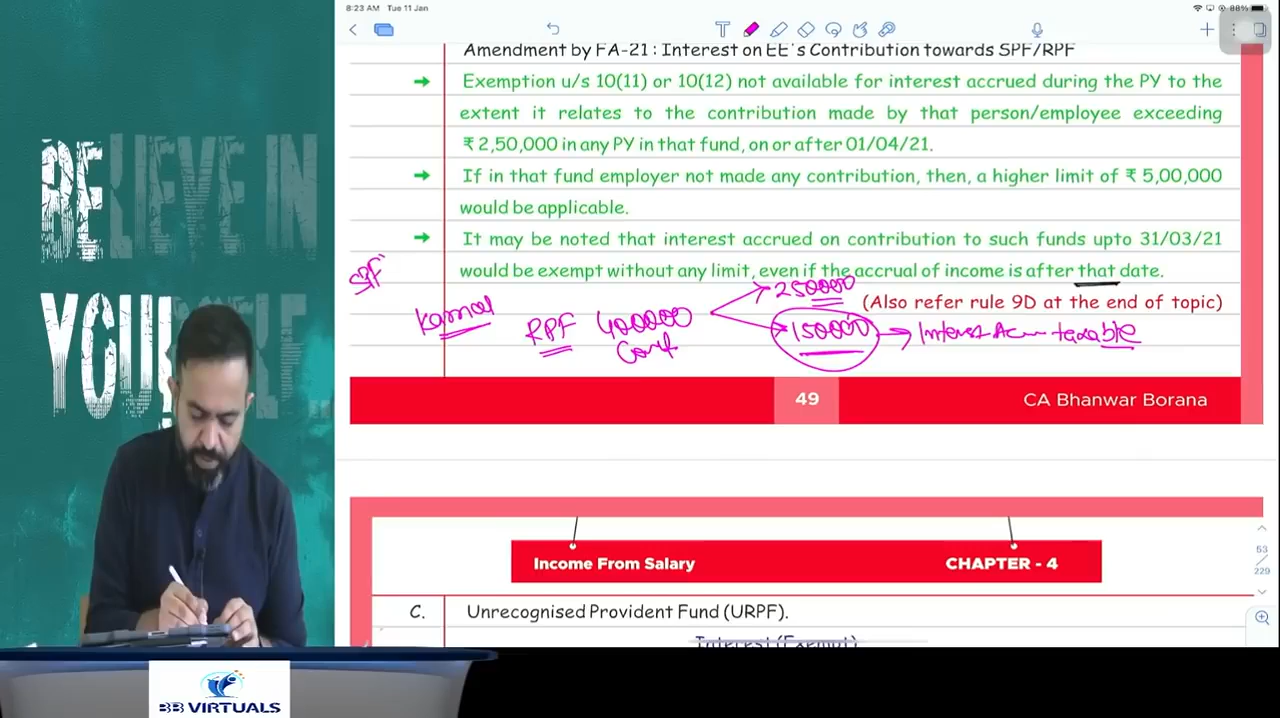 8:23 AM Tue 11 Jan
88%
BELIEVE IN
YOURSELF...
Amendment by FA-21 : Interest on EE's Contribution towards SPF/RPF
→ Exemption u/s 10(11) or 10(12) not available for interest accrued during the PY to the
extent it relates to the contribution made by that person/employee exceeding
₹ 2,50,000 in any PY in that fund, on or after 01/04/21.
→ If in that fund employer not made any contribution, then, a higher limit of ₹ 5,00,000
would be applicable.
→ It may be noted that interest accrued on contribution to such funds upto 31/03/21
would be exempt without any limit, even if the accrual of income is after that date.
SPF
250000
(Also refer rule 9D at the end of topic)
Kamal RPF 400000 150000 → Interest taxable
49
CA Bhanwar Borana
Income From Salary
CHAPTER - 4
53
229
C. Unrecognised Provident Fund (URPF).
Interest (Exempt)
BB VIRTUALS